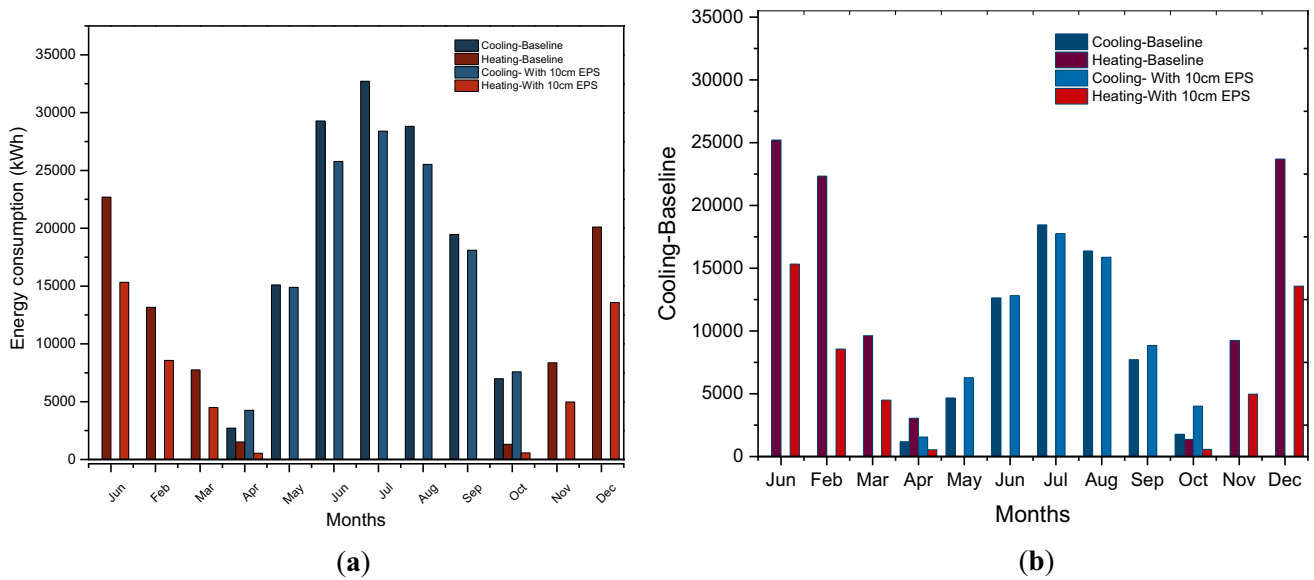 Energy consumption (kWh)
35000
30000
25000
20000
15000
10000
5000
0
Cooling-Baseline
Heating-Baseline
Cooling- With 10cm EPS
Heating-With 10cm EPS
Jun Feb Mar Apr May Jun Jul Aug Sep Oct Nov Dec
Months
(a)
Cooling-Baseline
35000
30000
25000
20000
15000
10000
5000
0
Cooling-Baseline
Heating-Baseline
Cooling- With 10cm EPS
Heating-With 10cm EPS
Jun Feb Mar Apr May Jun Jul Aug Sep Oct Nov Dec
Months
(b)